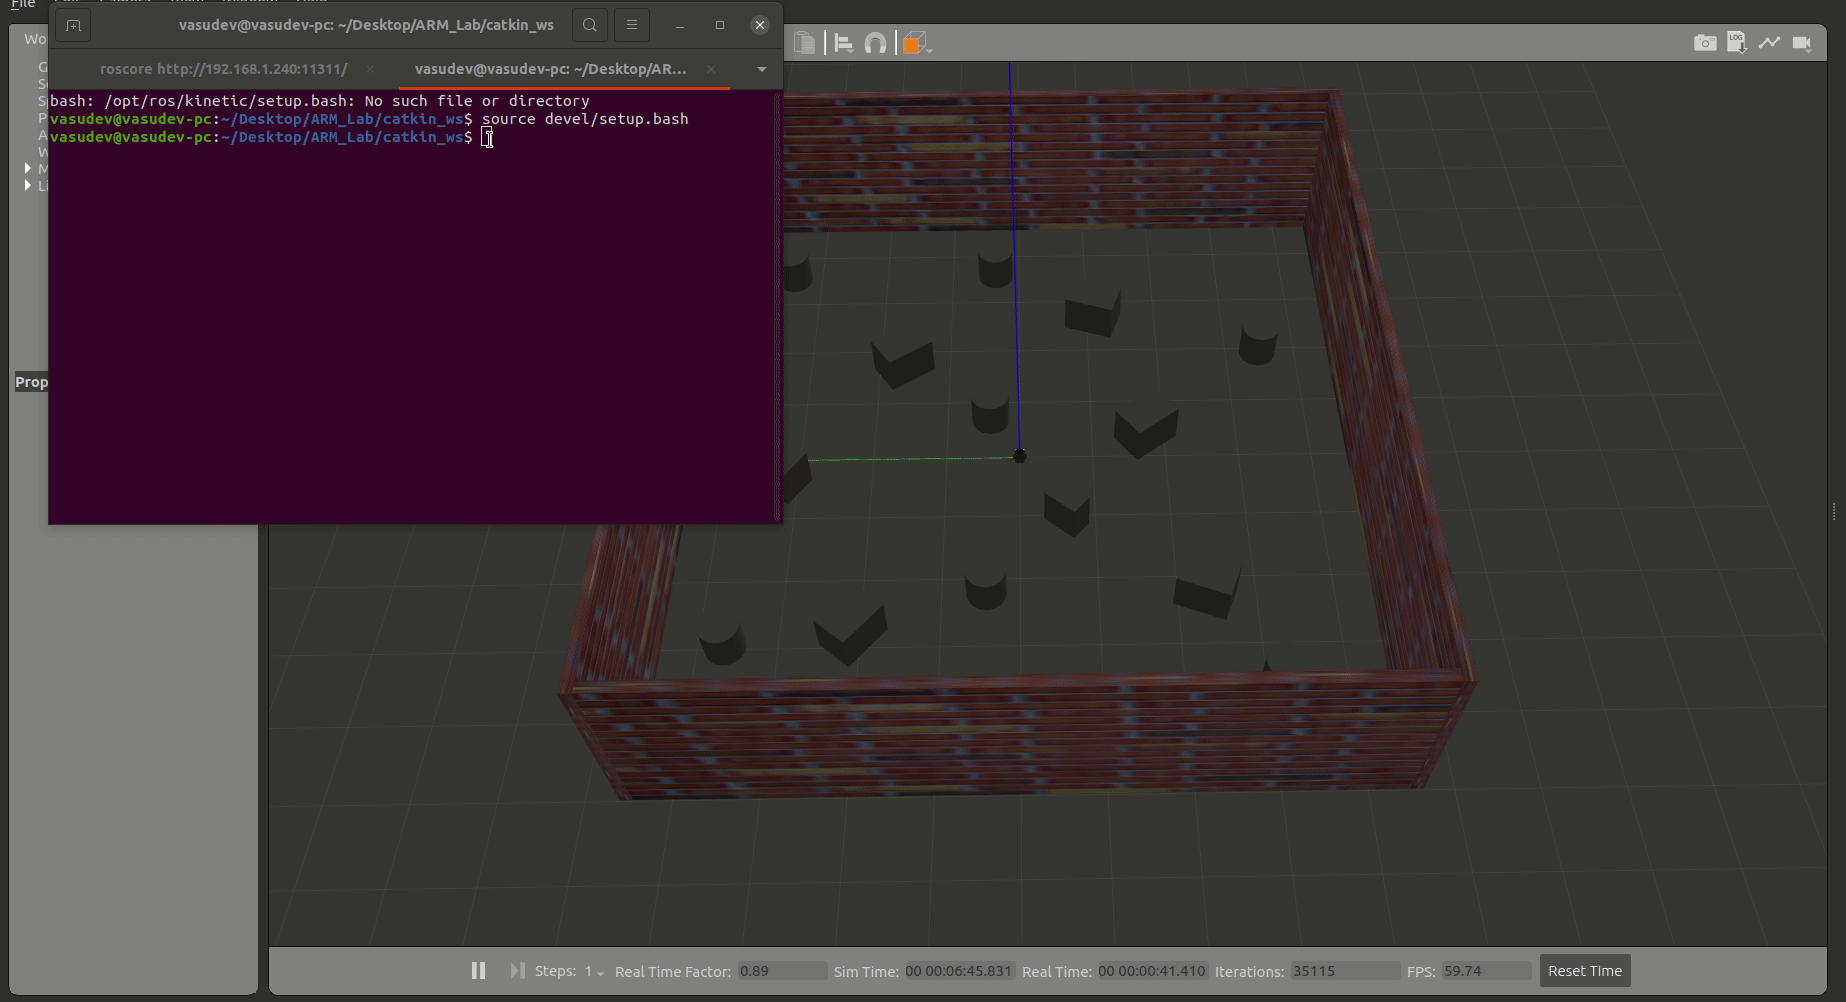 File
vasudev@vasudev-pc: ~/Desktop/ARM_Lab/catkin_ws
roscore http://192.168.1.240:11311/
vasudev@vasudev-pc: ~/Desktop/AR...
bash: /opt/ros/kinetic/setup.bash: No such file or directory
vasudev@vasudev-pc:~/Desktop/ARM_Lab/catkin_ws$ source devel/setup.bash
vasudev@vasudev-pc:~/Desktop/ARM_Lab/catkin_ws$
LOG
Wo
G
S
P
A
W
M
Li
Prop
Steps: 1 Real Time Factor: 0.89 Sim Time: 00 00:06:45.831 Real Time: 00 00:00:41.410 Iterations: 35115 FPS: 59.74 Reset Time